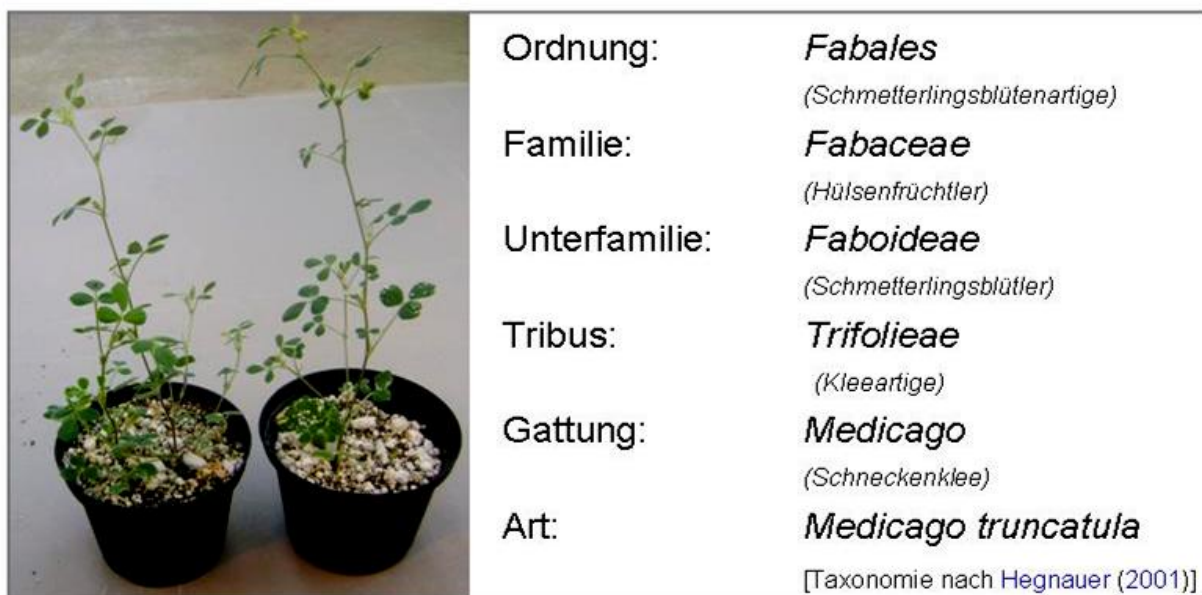 Ordnung: Fabales
(Schmetterlingsblütenartige)
Familie: Fabaceae
(Hülsenfrüchtler)
Unterfamilie: Faboideae
(Schmetterlingsblütler)
Tribus: Trifolieae
(Kleeartige)
Gattung: Medicago
(Schneckenklee)
Art: Medicago truncatula
[Taxonomie nach Hegnauer (2001)]